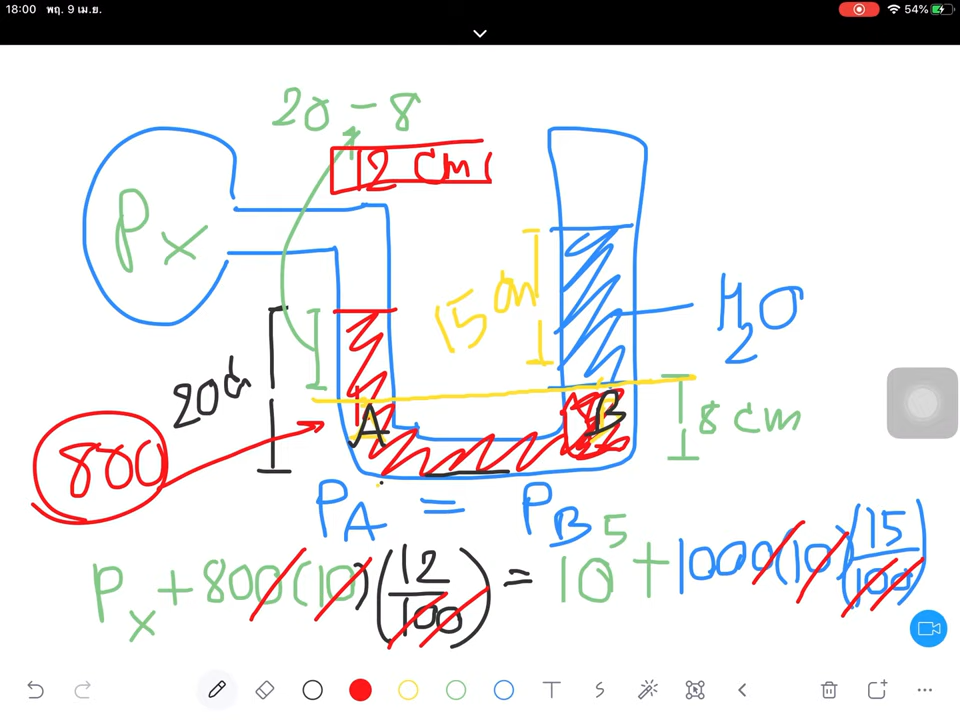 18:00 พฤ. 9 เม.ย. 54%
20 - 8
12 cm
Px
15 cm
H2O
20 cm
A B
8 cm
800
PA = PB
Px + 800(10)(12/100) = 10^5 + 1000(10)(15/100)
T